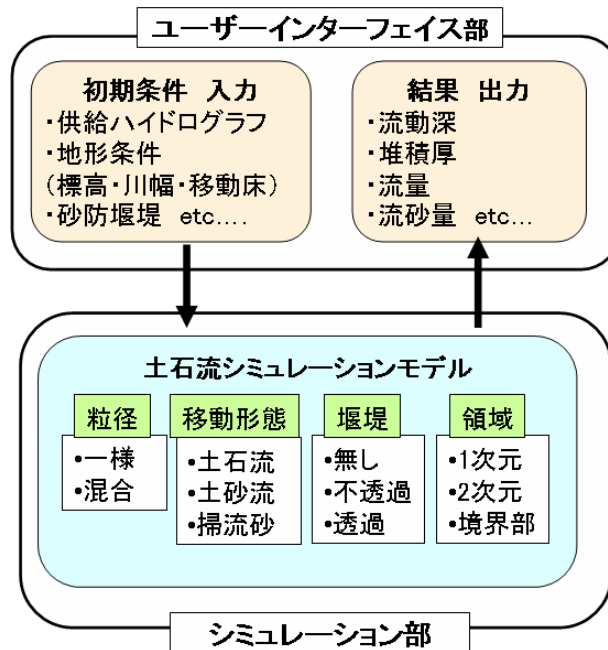 ユーザーインターフェイス部
初期条件 入力
・供給ハイドログラフ
・地形条件
(標高・川幅・移動床)
・砂防堰堤 etc….
結果 出力
・流動深
・堆積厚
・流量
・流砂量 etc…
土石流シミュレーションモデル
粒径
•一様
•混合
移動形態
•土石流
•土砂流
•掃流砂
堰堤
•無し
•不透過
•透過
領域
•1次元
•2次元
•境界部
シミュレーション部